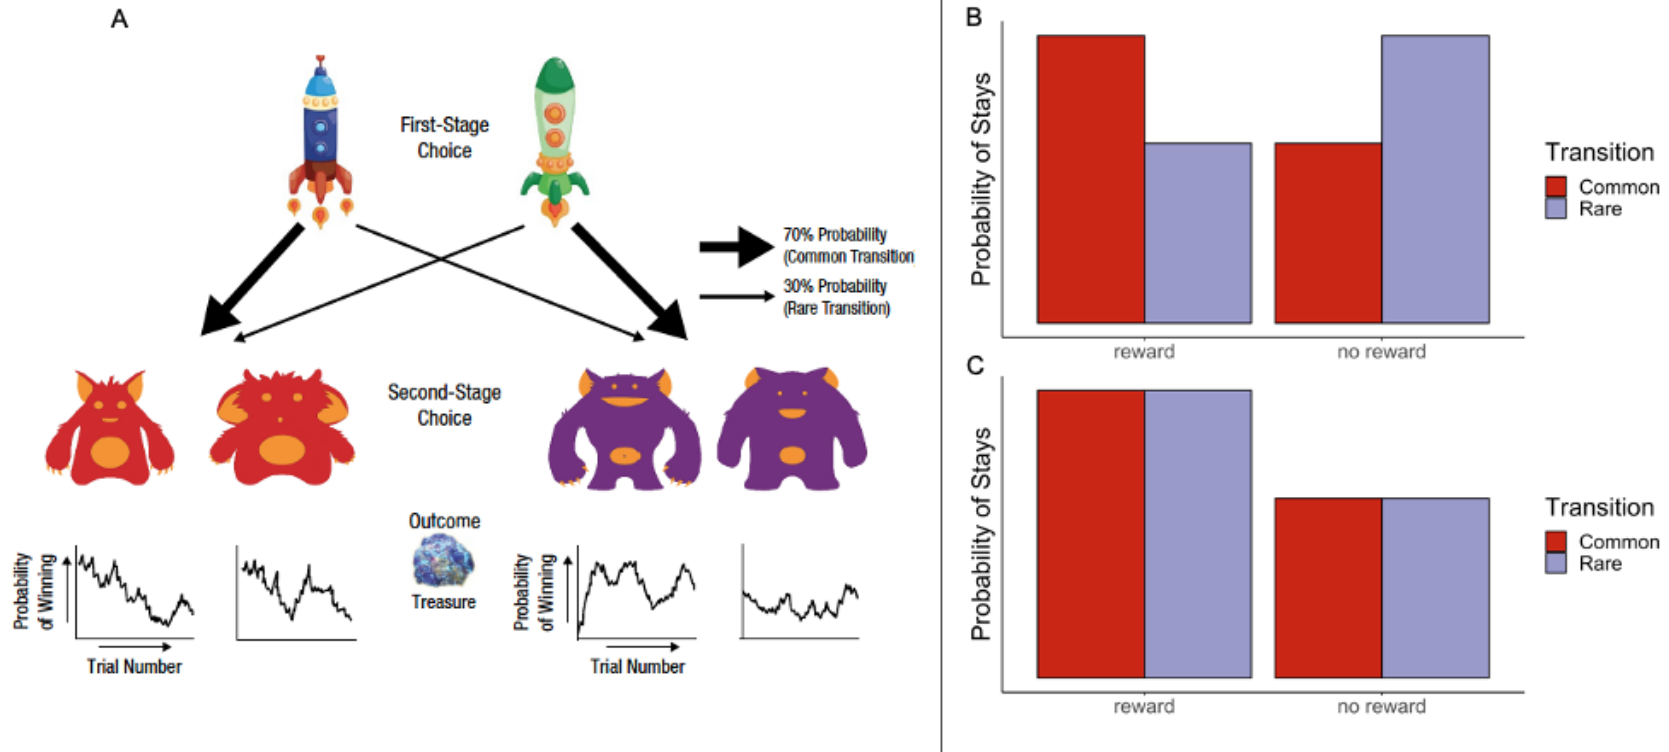 A
First-Stage
Choice
70% Probability
(Common Transition
30% Probability
(Rare Transition)
Second-Stage
Choice
Outcome
Treasure
Probability
of Winning
Trial Number
Probability
of Winning
Trial Number
B
Probability of Stays
reward
no reward
Transition
Common
Rare
C
Probability of Stays
reward
no reward
Transition
Common
Rare